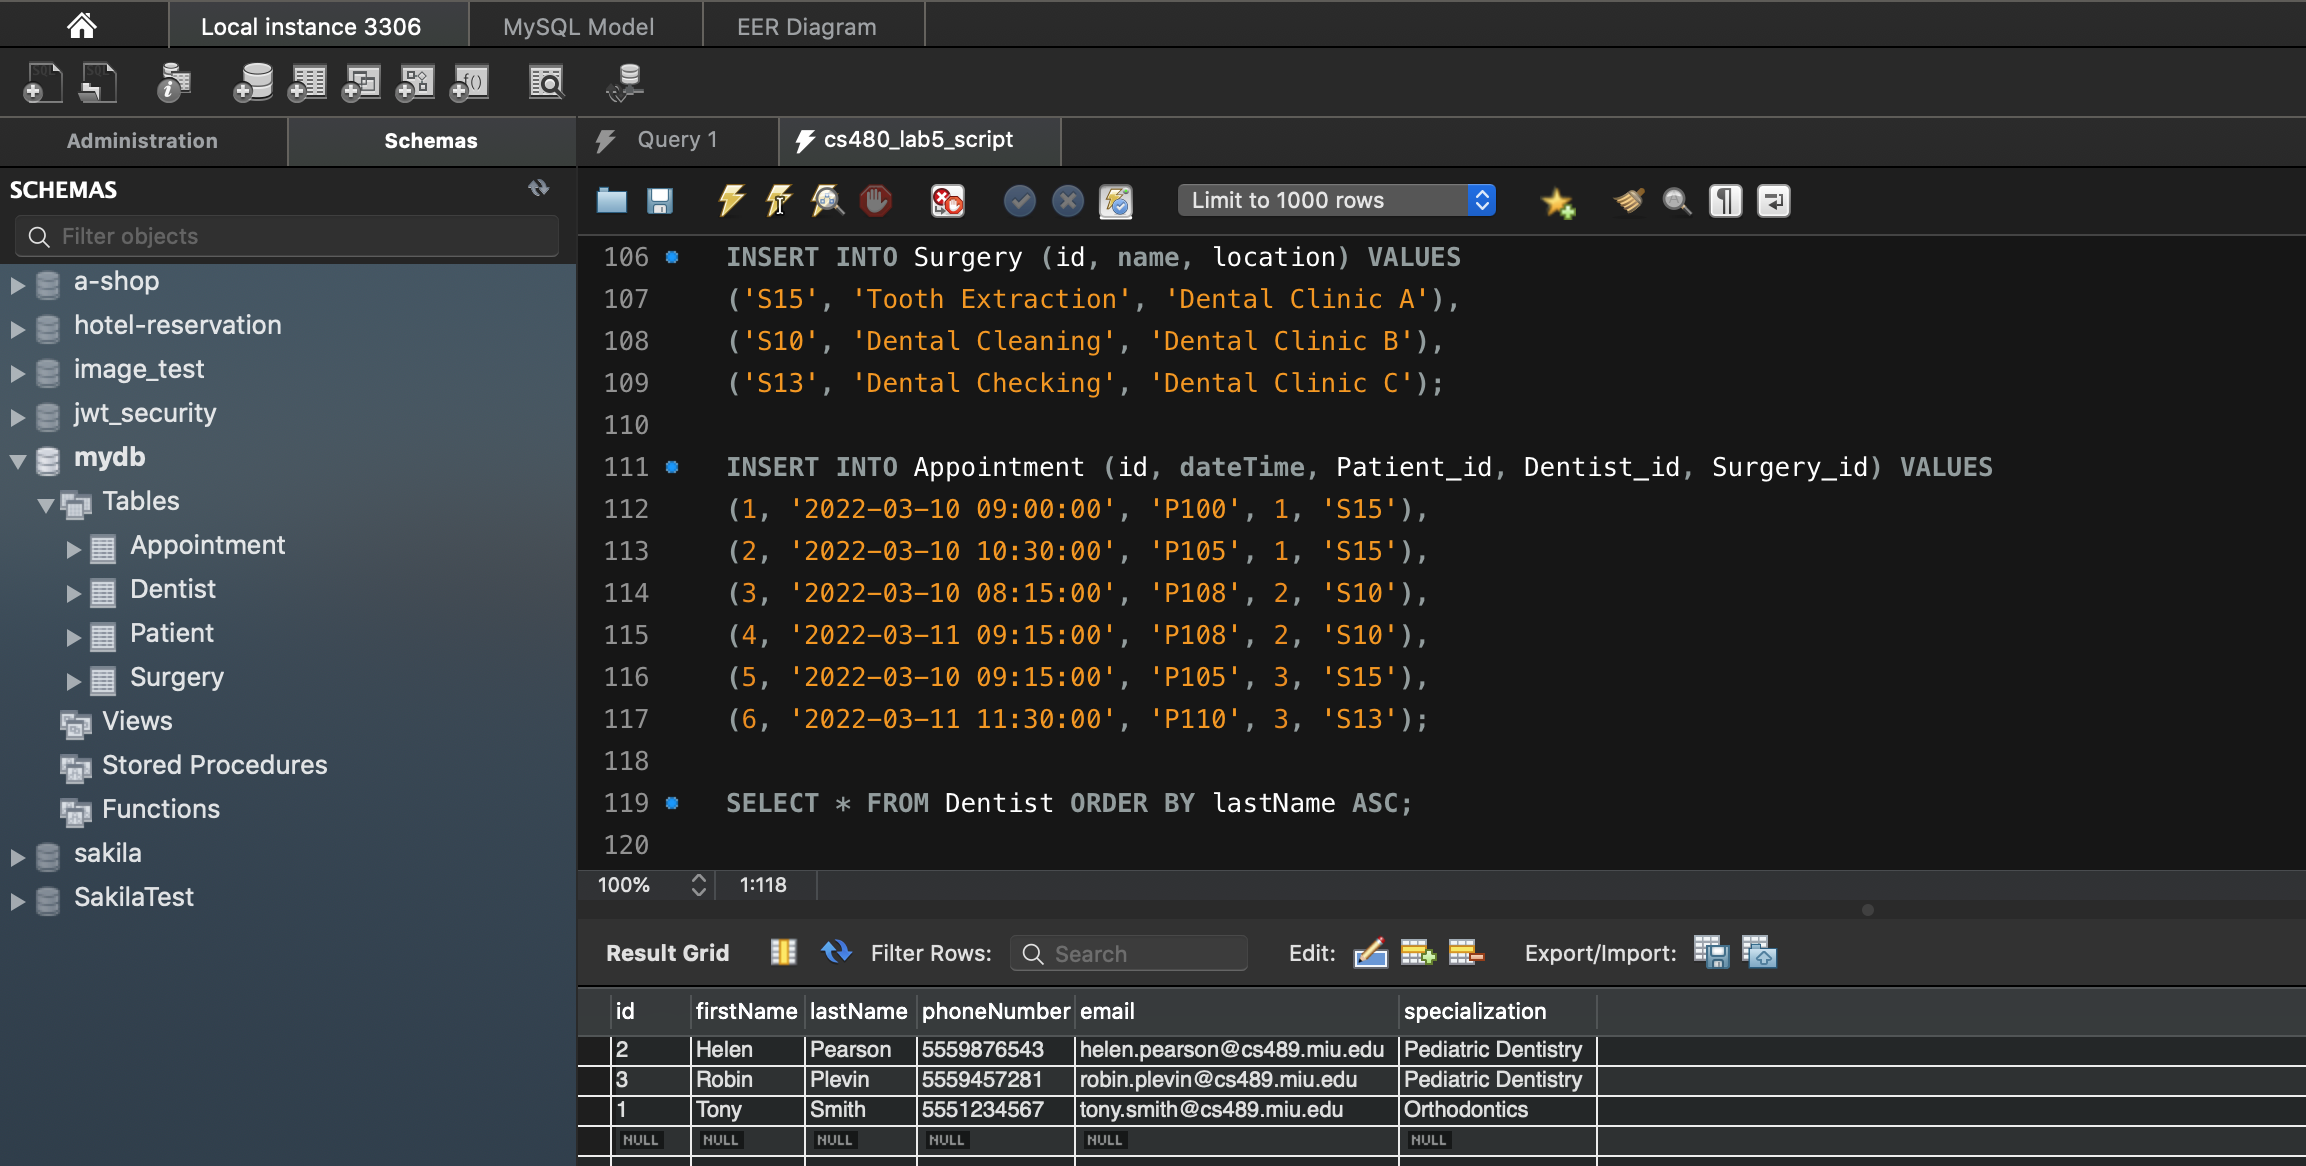 Local instance 3306 MySQL Model EER Diagram
Administration Schemas Query 1 cs480_lab5_script
SCHEMAS
Filter objects
a-shop
hotel-reservation
image_test
jwt_security
mydb
Tables
Appointment
Dentist
Patient
Surgery
Views
Stored Procedures
Functions
sakila
SakilaTest
Limit to 1000 rows
106 INSERT INTO Surgery (id, name, location) VALUES
107 ('S15', 'Tooth Extraction', 'Dental Clinic A'),
108 ('S10', 'Dental Cleaning', 'Dental Clinic B'),
109 ('S13', 'Dental Checking', 'Dental Clinic C');
110
111 INSERT INTO Appointment (id, dateTime, Patient_id, Dentist_id, Surgery_id) VALUES
112 (1, '2022-03-10 09:00:00', 'P100', 1, 'S15'),
113 (2, '2022-03-10 10:30:00', 'P105', 1, 'S15'),
114 (3, '2022-03-10 08:15:00', 'P108', 2, 'S10'),
115 (4, '2022-03-11 09:15:00', 'P108', 2, 'S10'),
116 (5, '2022-03-10 09:15:00', 'P105', 3, 'S15'),
117 (6, '2022-03-11 11:30:00', 'P110', 3, 'S13');
118
119 SELECT * FROM Dentist ORDER BY lastName ASC;
120
100% 1:118
Result Grid Filter Rows: Search Edit: Export/Import:
id firstName lastName phoneNumber email specialization
2 Helen Pearson 5559876543 helen.pearson@cs489.miu.edu Pediatric Dentistry
3 Robin Plevin 5559457281 robin.plevin@cs489.miu.edu Pediatric Dentistry
1 Tony Smith 5551234567 tony.smith@cs489.miu.edu Orthodontics
NULL NULL NULL NULL NULL NULL